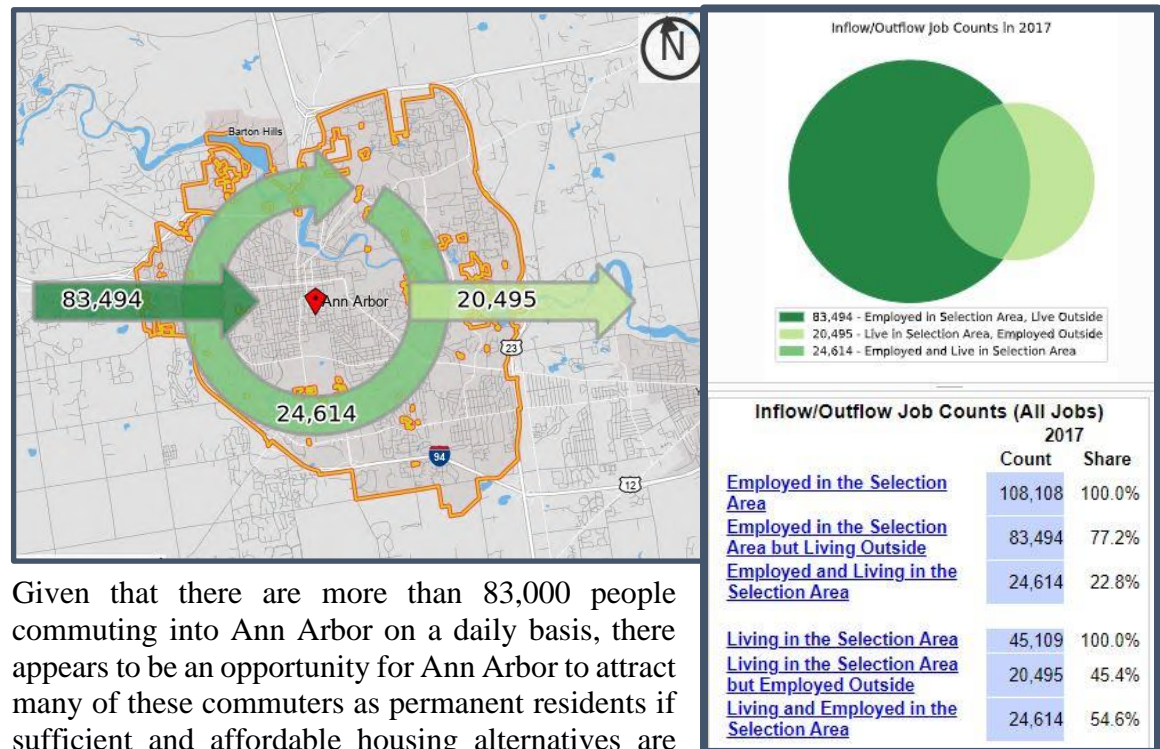 N
Barton Hills
83,494
Ann Arbor
20,495
23
24,614
94
12
Y
Given that there are more than 83,000 people
commuting into Ann Arbor on a daily basis, there
appears to be an opportunity for Ann Arbor to attract
many of these commuters as permanent residents if
sufficient and affordable housing alternatives are
Inflow/Outflow Job Counts in 2017
83,494 - Employed in Selection Area, Live Outside
20,495 - Live in Selection Area, Employed Outside
24,614 - Employed and Live in Selection Area
Inflow/Outflow Job Counts (All Jobs)
2017
Count Share
Employed in the Selection
Area 108,108 100.0%
Employed in the Selection
Area but Living Outside 83,494 77.2%
Employed and Living in the
Selection Area 24,614 22.8%
Living in the Selection Area 45,109 100.0%
Living in the Selection Area
but Employed Outside 20,495 45.4%
Living and Employed in the
Selection Area 24,614 54.6%